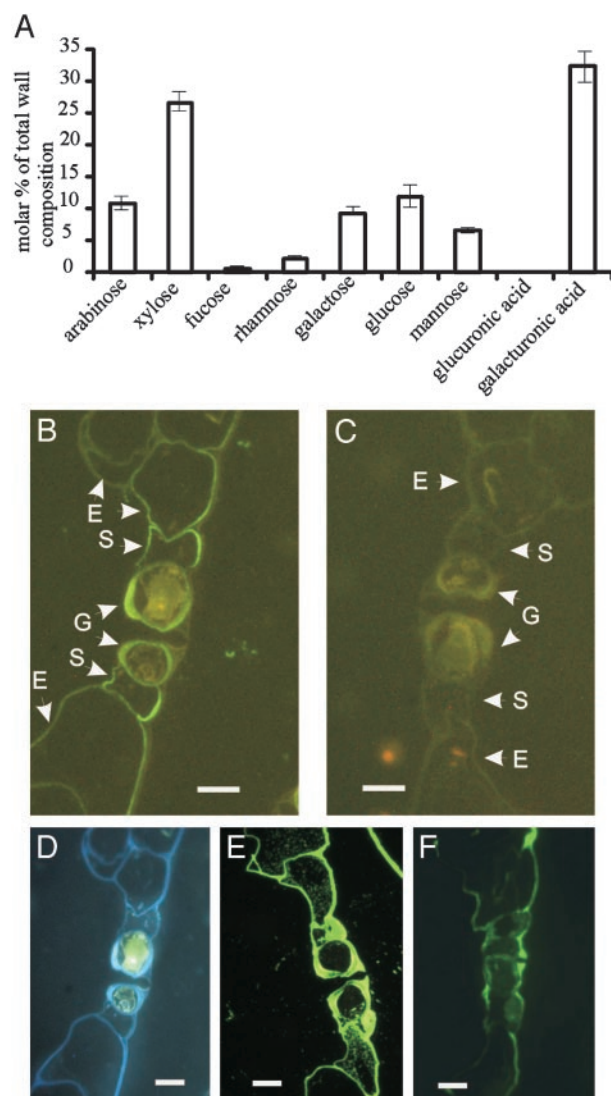 A
molar % of total wall
composition
35
30
25
20
15
10
5
0
arabinose
xylose
fucose
rhamnose
galactose
glucose
mannose
glucuronic acid
galacturonic acid
B
E
S
G
S
E
C
E
S
G
S
E
D
E
F